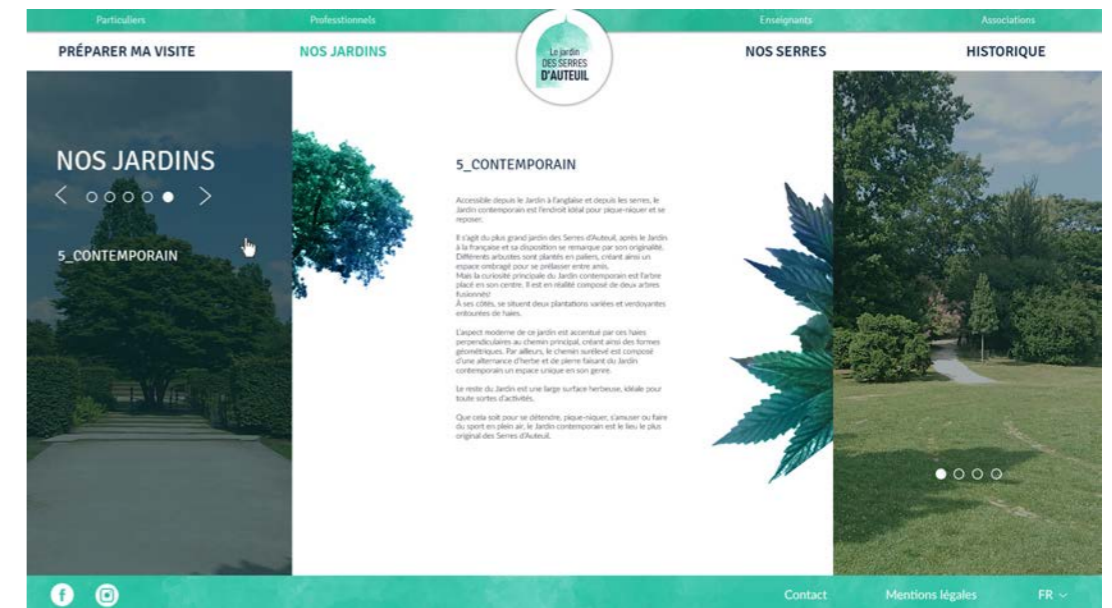 Particuliers
Professionnels
Enseignants
Associations
PRÉPARER MA VISITE
NOS JARDINS
Le jardin
DES SERRES
D'AUTEUIL
NOS SERRES
HISTORIQUE
NOS JARDINS
5_CONTEMPORAIN
5_CONTEMPORAIN
Accessible depuis le Jardin à l'anglaise et depuis les serres, le
Jardin contemporain est l'endroit idéal pour pique-niquer et se
reposer.
Il s'agit du plus grand jardin des Serres d'Auteuil, après le Jardin
à la française et sa disposition se remarque par son originalité.
Différents arbustes sont plantés en paliers, créant ainsi un
espace ombragé pour se prélasser entre amis.
Mais la curiosité principale du Jardin contemporain est l'arbre
placé en son centre. Il est en réalité composé de deux arbres
fusionnés!
À ses côtés, se situent deux plantations variées et verdoyantes
entourées de haies.
L'aspect moderne de ce jardin est accentué par ces haies
perpendiculaires au chemin principal, créant ainsi des formes
géométriques. Par ailleurs, le chemin surélevé est composé
d'une alternance d'herbe et de pierre faisant du Jardin
contemporain un espace unique en son genre.
Le reste du Jardin est une large surface herbeuse, idéale pour
toute sortes d'activités.
Que cela soit pour se détendre, pique-niquer, s'amuser ou faire
du sport en plein air, le Jardin contemporain est le lieu le plus
original des Serres d'Auteuil.
Contact
Mentions légales
FR